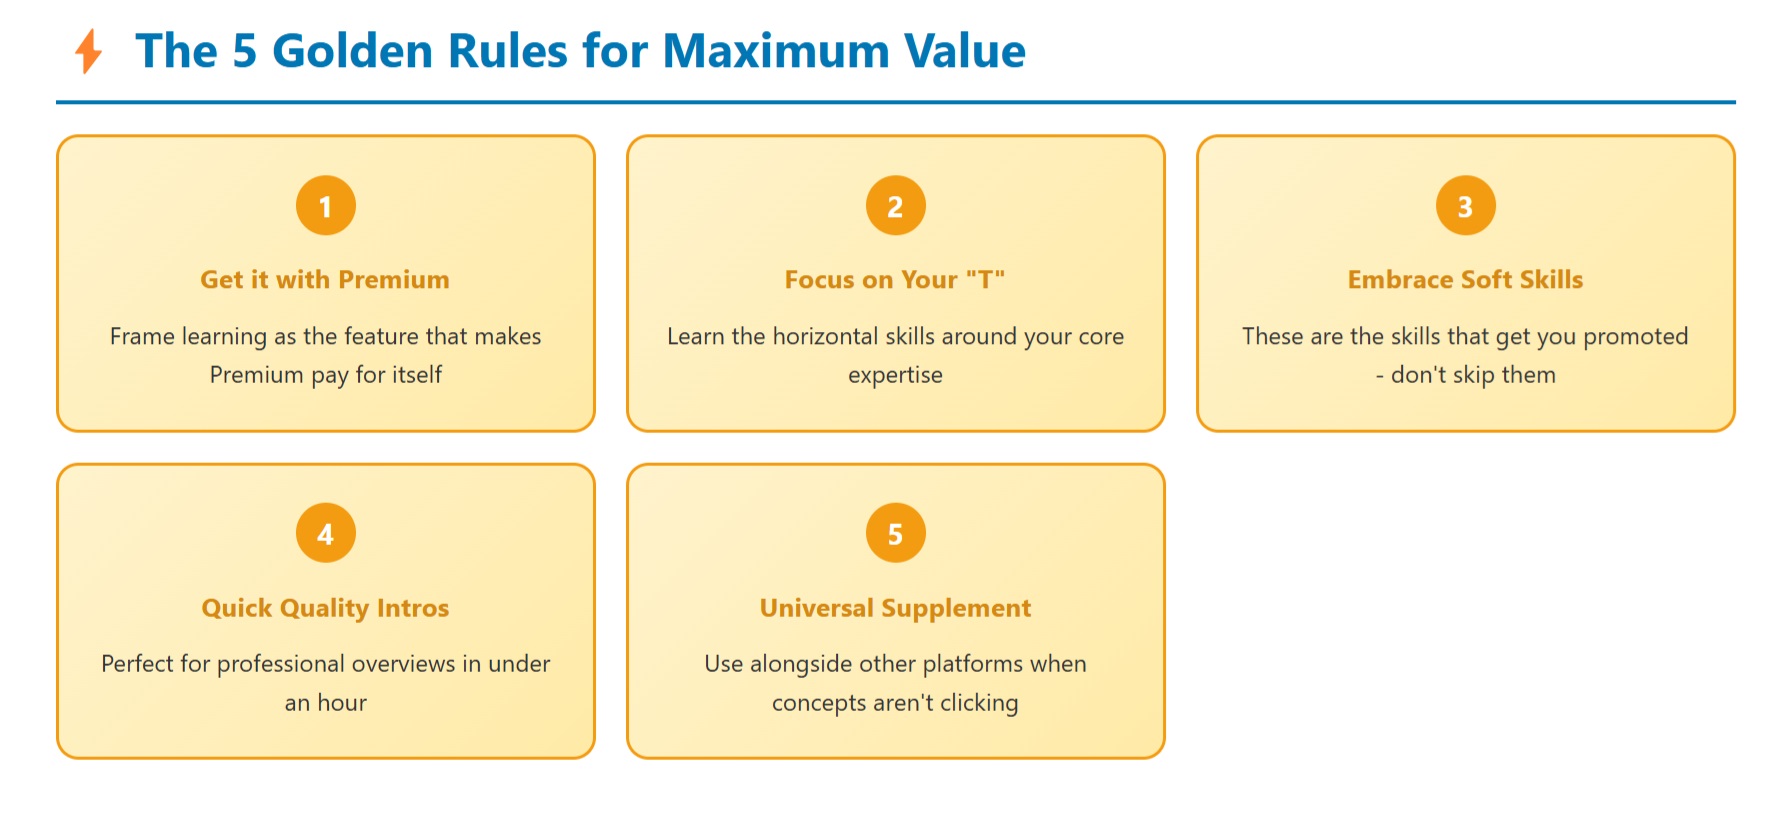 The 5 Golden Rules for Maximum Value
1
Get it with Premium
Frame learning as the feature that makes
Premium pay for itself
2
Focus on Your "T"
Learn the horizontal skills around your core
expertise
3
Embrace Soft Skills
These are the skills that get you promoted
- don't skip them
4
Quick Quality Intros
Perfect for professional overviews in under
an hour
5
Universal Supplement
Use alongside other platforms when
concepts aren't clicking